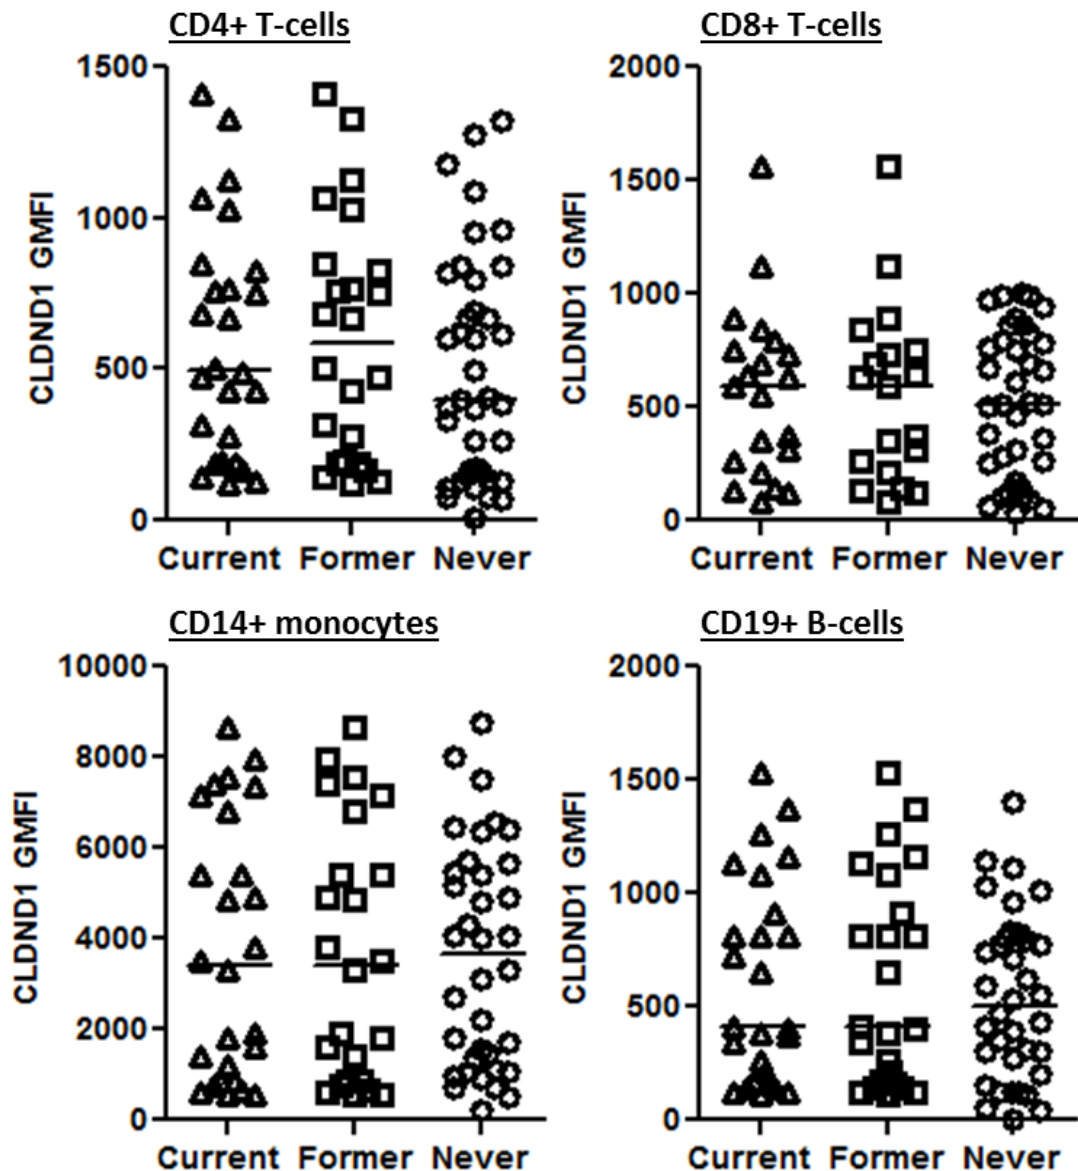 CD4+ T-cells
CLDND1 GMFI
1500
1000
500
0
Current Former Never
CD8+ T-cells
CLDND1 GMFI
2000
1500
1000
500
0
Current Former Never
CD14+ monocytes
CLDND1 GMFI
10000
8000
6000
4000
2000
0
Current Former Never
CD19+ B-cells
CLDND1 GMFI
2000
1500
1000
500
0
Current Former Never